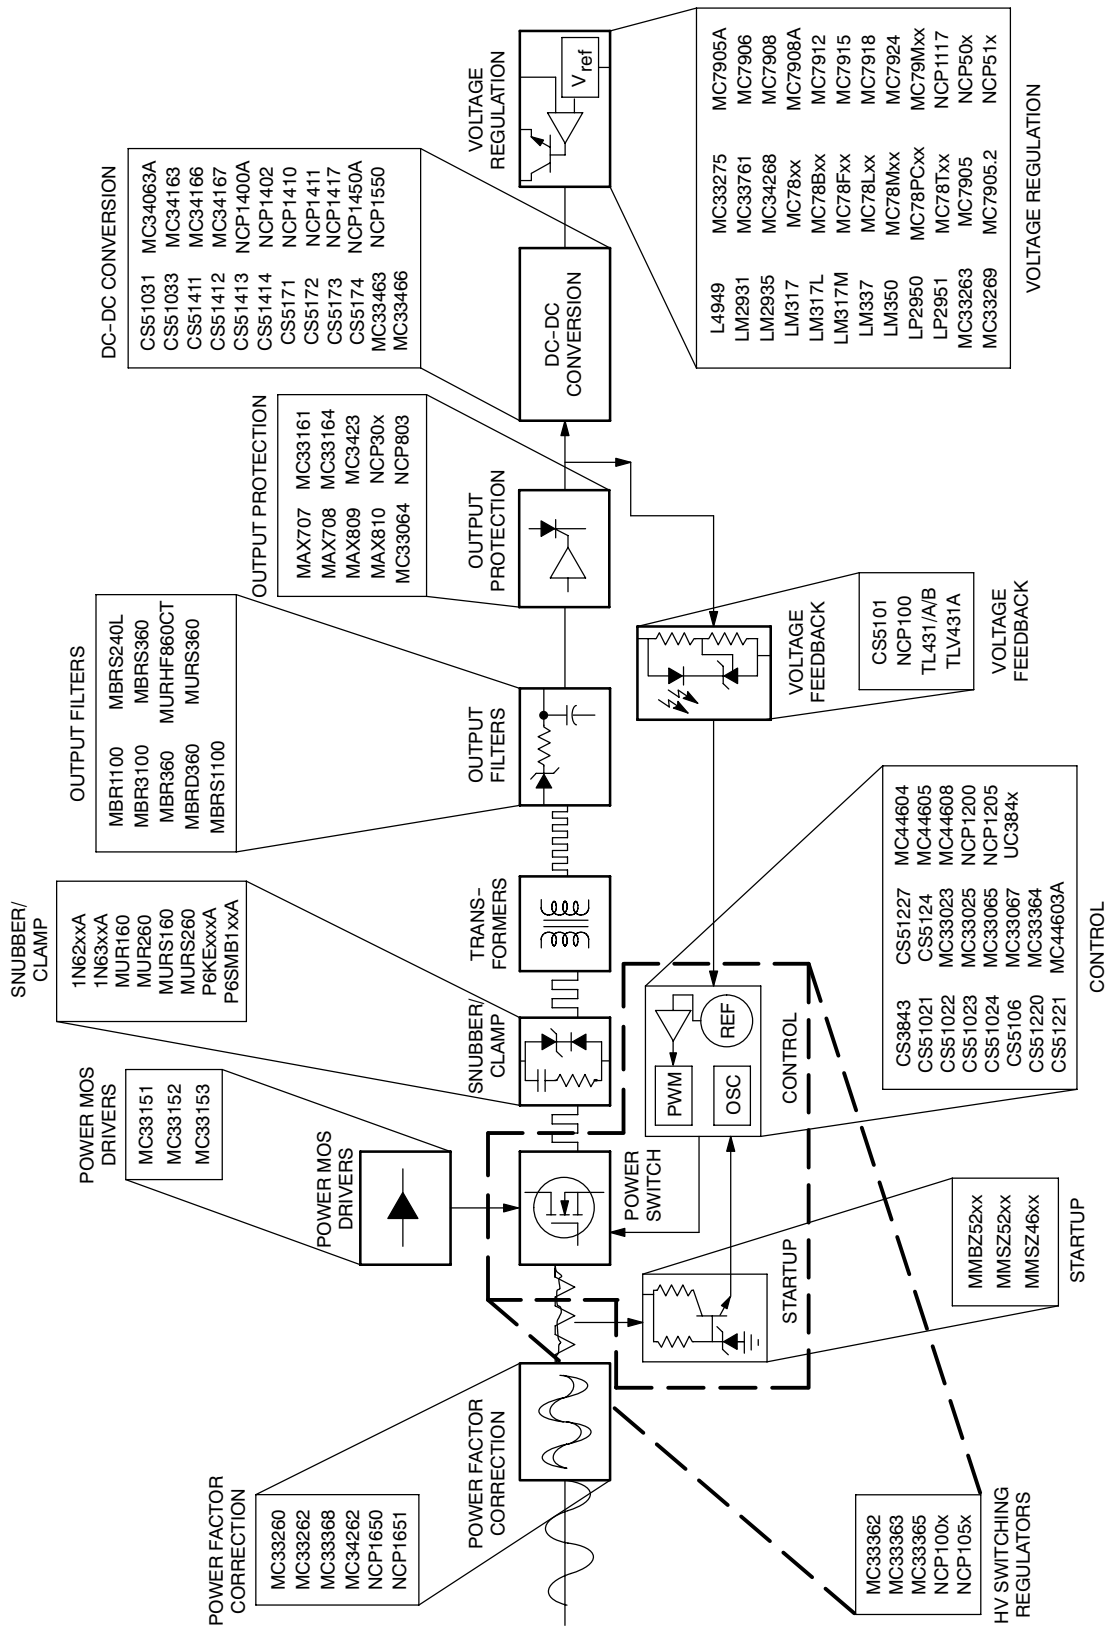 POWER FACTOR
CORRECTION
MC33260
MC33262
MC33368
MC34262
NCP1650
NCP1651
POWER MOS
DRIVERS
MC33151
MC33152
MC33153
SNUBBER/
CLAMP
1N62xxA
1N63xxA
MUR160
MUR260
MURS160
MURS260
P6KExxxA
P6SMB1xxA
OUTPUT FILTERS
MBR1100 MBRS240L
MBR3100 MBRS360
MBR360 MURHF860CT
MBRD360 MURS360
MBRS1100
OUTPUT PROTECTION
MAX707 MC33161
MAX708 MC33164
MAX809 MC3423
MAX810 NCP30x
MC33064 NCP803
DC-DC CONVERSION
CS51031 MC34063A
CS51033 MC34163
CS51411 MC34166
CS51412 MC34167
CS51413 NCP1400A
CS51414 NCP1402
CS5171 NCP1410
CS5172 NCP1411
CS5173 NCP1417
CS5174 NCP1450A
MC33463 NCP1550
MC33466
POWER FACTOR
CORRECTION
POWER MOS
DRIVERS
SNUBBER/
CLAMP
TRANS-
FORMERS
OUTPUT
FILTERS
OUTPUT
PROTECTION
DC-DC
CONVERSION
VOLTAGE
REGULATION
Vref
POWER
SWITCH
STARTUP
PWM
REF
OSC
CONTROL
VOLTAGE
FEEDBACK
HV SWITCHING
REGULATORS
MC33362
MC33363
MC33365
NCP100x
NCP105x
MMBZ52xx
MMSZ52xx
MMSZ46xx
STARTUP
CS3843 CS51227 MC44604
CS51021 CS5124 MC44605
CS51022 MC33023 MC44608
CS51023 MC33025 NCP1200
CS51024 MC33065 NCP1205
CS5106 MC33067 UC384x
CS51220 MC33364
CS51221 MC44603A
CONTROL
CS5101
NCP100
TL431/A/B
TLV431A
VOLTAGE
FEEDBACK
L4949 MC33275 MC7905A
LM2931 MC33761 MC7906
LM2935 MC34268 MC7908
LM317 MC78xx MC7908A
LM317L MC78Bxx MC7912
LM317M MC78Fxx MC7915
LM337 MC78Lxx MC7918
LM350 MC78Mxx MC7924
LP2950 MC78PCxx MC79Mxx
LP2951 MC78Txx NCP1117
MC33263 MC7905 NCP50x
MC33269 MC7905.2 NCP51x
VOLTAGE REGULATION